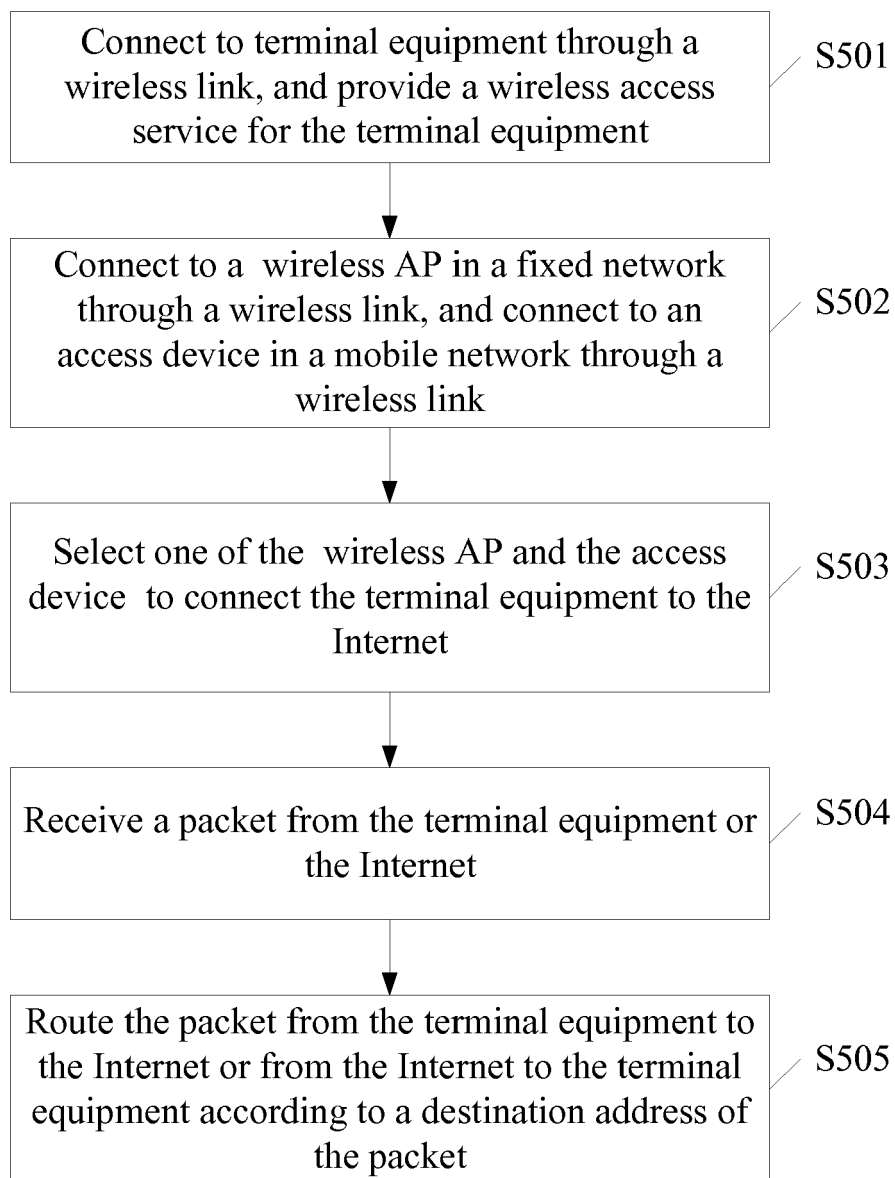 Connect to terminal equipment through a
wireless link, and provide a wireless access
service for the terminal equipment
S501
Connect to a wireless AP in a fixed network
through a wireless link, and connect to an
access device in a mobile network through a
wireless link
S502
Select one of the wireless AP and the access
device to connect the terminal equipment to the
Internet
S503
Receive a packet from the terminal equipment or
the Internet
S504
Route the packet from the terminal equipment to
the Internet or from the Internet to the terminal
equipment according to a destination address of
the packet
S505